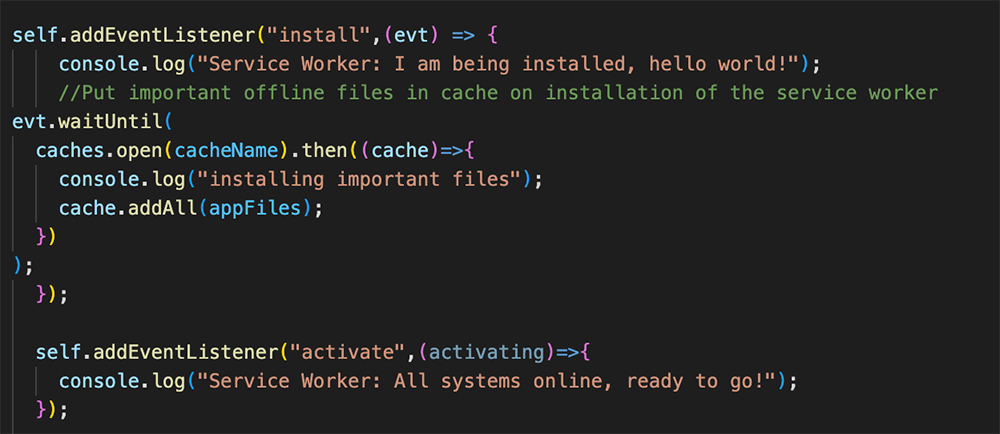 self.addEventListener("install",(evt) => {
console.log("Service Worker: I am being installed, hello world!");
//Put important offline files in cache on installation of the service worker
evt.waitUntil(
caches.open(cacheName).then((cache)=>{
console.log("installing important files");
cache.addAll(appFiles);
})
);
});
self.addEventListener("activate",(activating)=>{
console.log("Service Worker: All systems online, ready to go!");
});